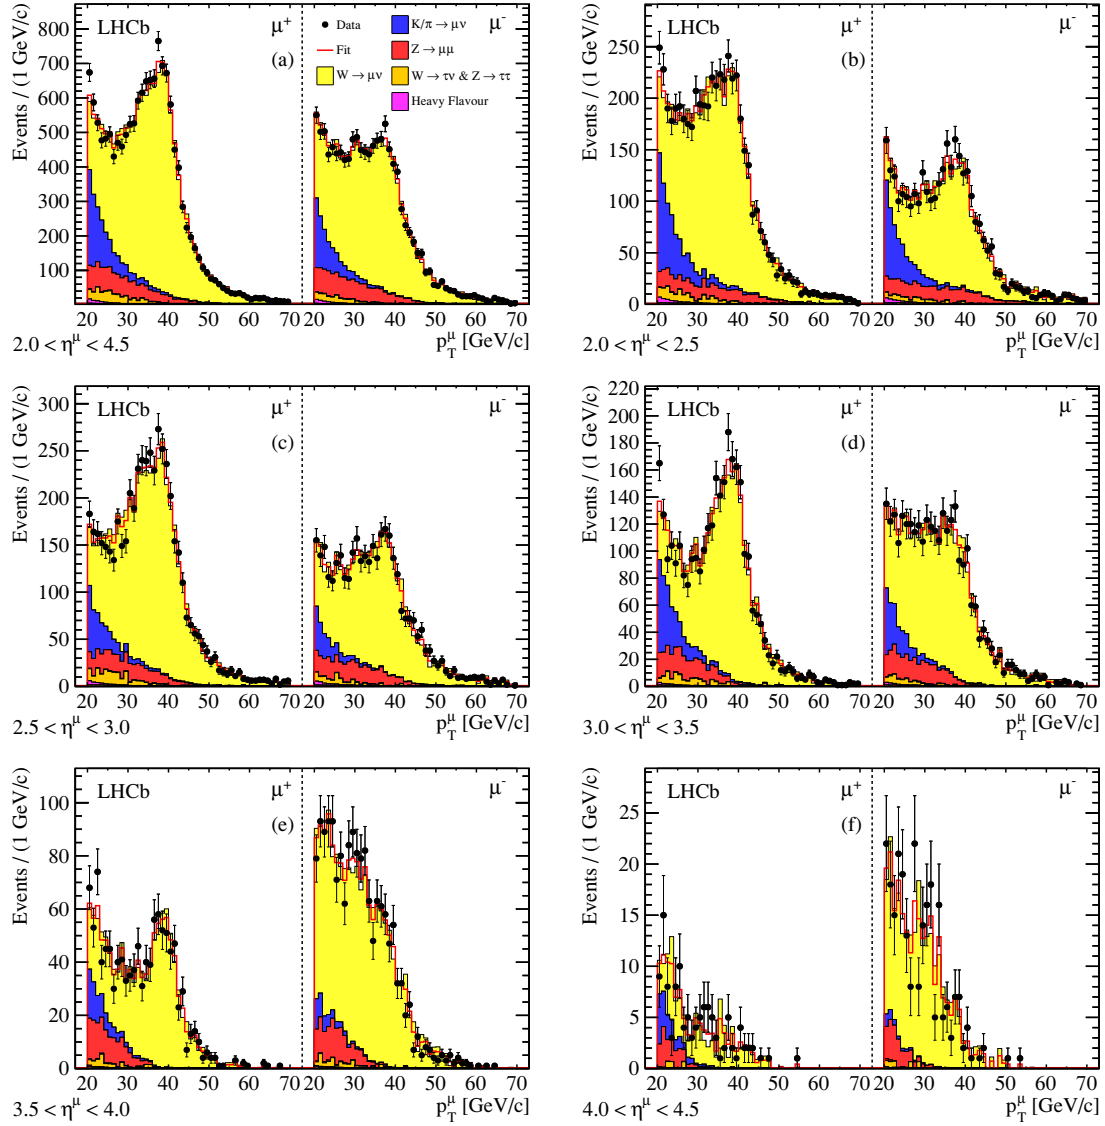 LHCb μ⁺ μ⁻
(a)
Data
Fit
W → μν
K/π → μν
Z → μμ
W → τν & Z → ττ
Heavy Flavour
Events / (1 GeV/c)
800
700
600
500
400
300
200
100
20 30 40 50 60 70 20 30 40 50 60 70
2.0 < η^μ < 4.5
p_T^μ [GeV/c]
LHCb μ⁺ μ⁻
(b)
Events / (1 GeV/c)
250
200
150
100
50
0
20 30 40 50 60 70 20 30 40 50 60 70
2.0 < η^μ < 2.5
p_T^μ [GeV/c]
LHCb μ⁺ μ⁻
(c)
Events / (1 GeV/c)
300
250
200
150
100
50
0
20 30 40 50 60 70 20 30 40 50 60 70
2.5 < η^μ < 3.0
p_T^μ [GeV/c]
LHCb μ⁺ μ⁻
(d)
Events / (1 GeV/c)
220
200
180
160
140
120
100
80
60
40
20
0
20 30 40 50 60 70 20 30 40 50 60 70
3.0 < η^μ < 3.5
p_T^μ [GeV/c]
LHCb μ⁺ μ⁻
(e)
Events / (1 GeV/c)
100
80
60
40
20
0
20 30 40 50 60 70 20 30 40 50 60 70
3.5 < η^μ < 4.0
p_T^μ [GeV/c]
LHCb μ⁺ μ⁻
(f)
Events / (1 GeV/c)
25
20
15
10
5
0
20 30 40 50 60 70 20 30 40 50 60 70
4.0 < η^μ < 4.5
p_T^μ [GeV/c]